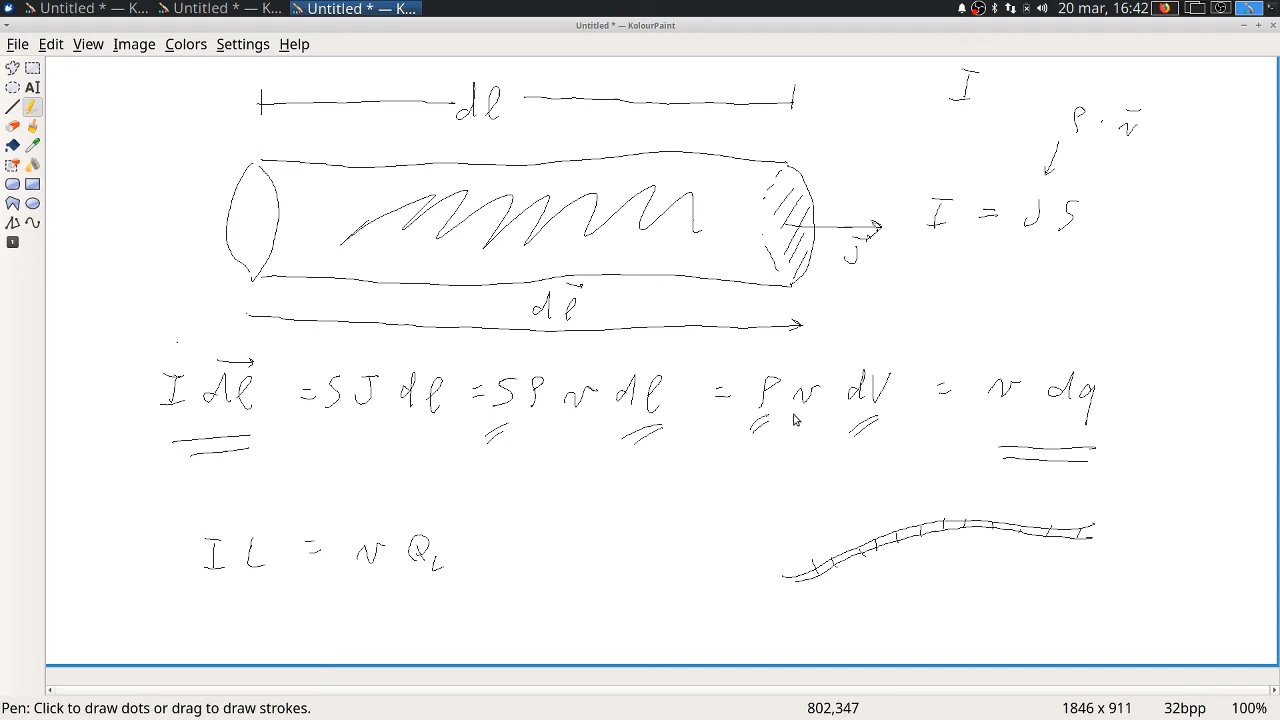 Untitled * — K...
Untitled * — K...
Untitled * — K...
20 mar, 16:42
Untitled * — KolourPaint
File Edit View Image Colors Settings Help
AI
dl
I
ρ · v̄
I = J S
J⃗
dl⃗
I dl⃗ = S J dl = S ρ v dl = ρ v dV = v dq
I L = v Q_L
Pen: Click to draw dots or drag to draw strokes.
802,347
1846 x 911
32bpp
100%